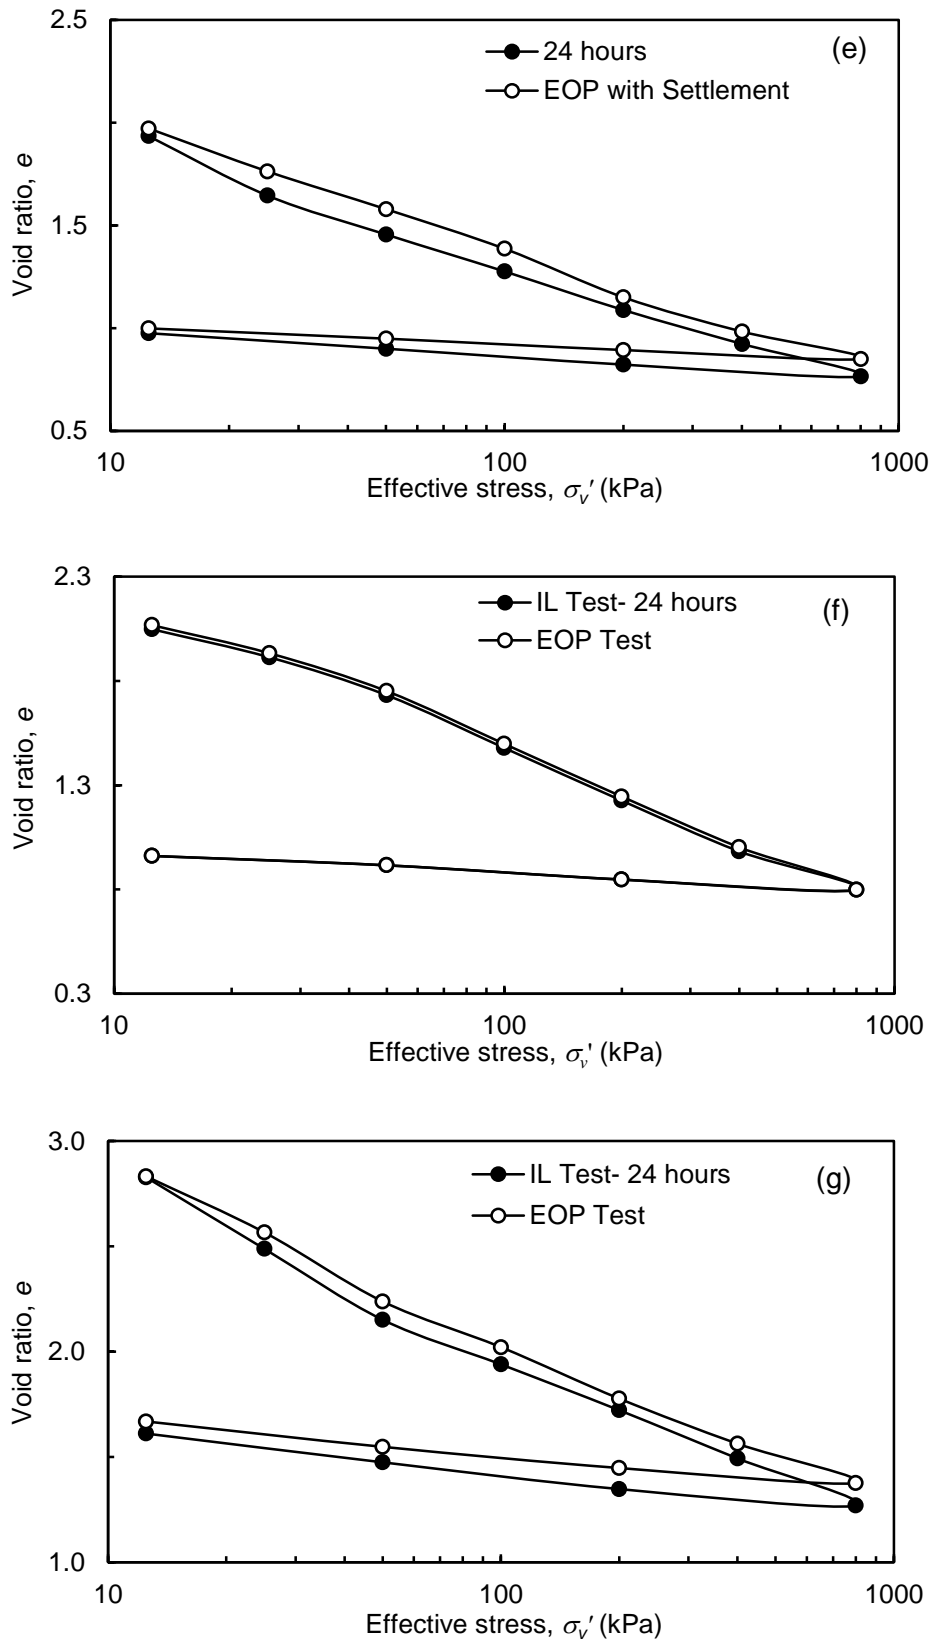 2.5
24 hours
(e)
EOP with Settlement
Void ratio, e
1.5
0.5
10 100 1000
Effective stress, σv′ (kPa)
2.3
IL Test- 24 hours
(f)
EOP Test
Void ratio, e
1.3
0.3
10 100 1000
Effective stress, σv' (kPa)
3.0
IL Test- 24 hours
(g)
EOP Test
Void ratio, e
2.0
1.0
10 100 1000
Effective stress, σv′ (kPa)